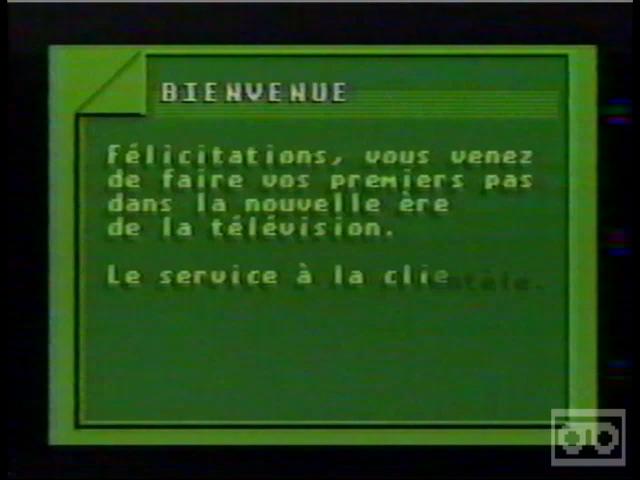 BIENVENUE
Félicitations, vous venez
de faire vos premiers pas
dans la nouvelle ère
de la télévision.
Le service à la clientèle.